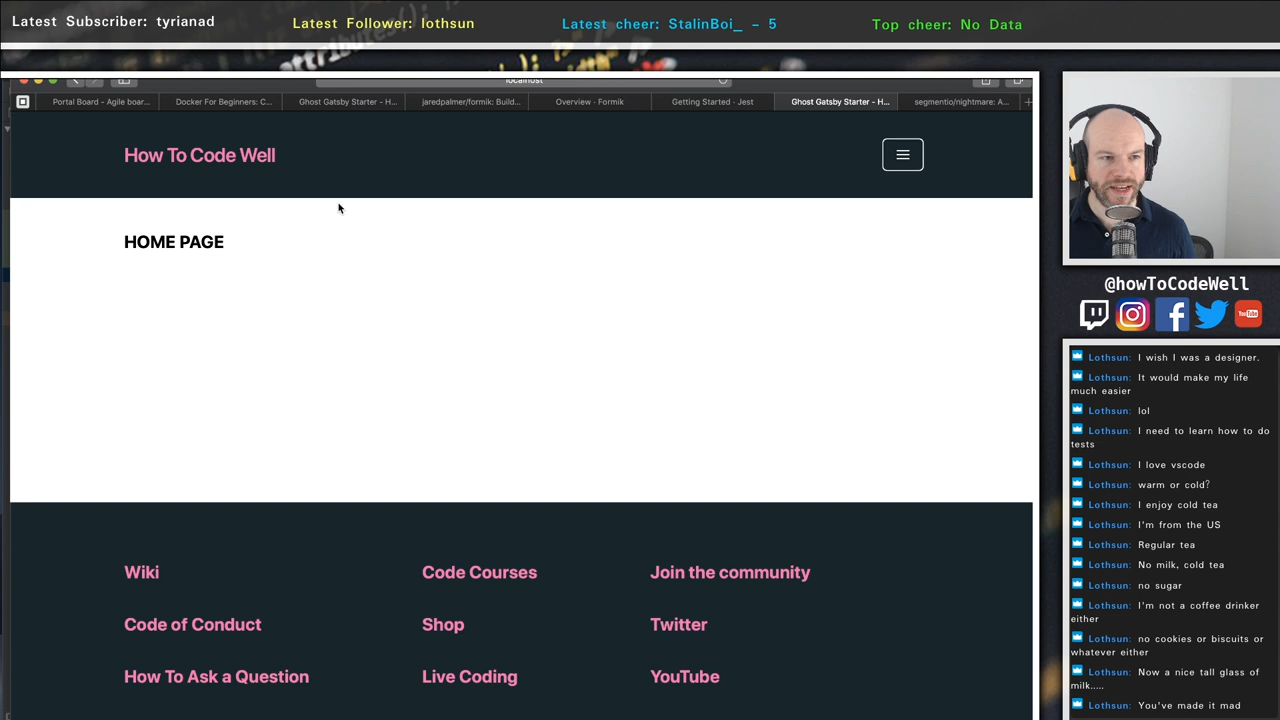 Latest Subscriber: tyrianad
Latest Follower: lothsun
Latest cheer: StalinBoi_ - 5
Top cheer: No Data
localhost
Portal Board - Agile boar...
Docker For Beginners: C...
Ghost Gatsby Starter - H...
jaredpalmer/formik: Build...
Overview · Formik
Getting Started · Jest
Ghost Gatsby Starter - H...
segmentio/nightmare: A...
How To Code Well
HOME PAGE
Wiki
Code Courses
Join the community
Code of Conduct
Shop
Twitter
How To Ask a Question
Live Coding
YouTube
@howToCodeWell
YouTube
Lothsun: I wish I was a designer.
Lothsun: It would make my life
much easier
Lothsun: lol
Lothsun: I need to learn how to do
tests
Lothsun: I love vscode
Lothsun: warm or cold?
Lothsun: I enjoy cold tea
Lothsun: I'm from the US
Lothsun: Regular tea
Lothsun: No milk, cold tea
Lothsun: no sugar
Lothsun: I'm not a coffee drinker
either
Lothsun: no cookies or biscuits or
whatever either
Lothsun: Now a nice tall glass of
milk.....
Lothsun: You've made it mad